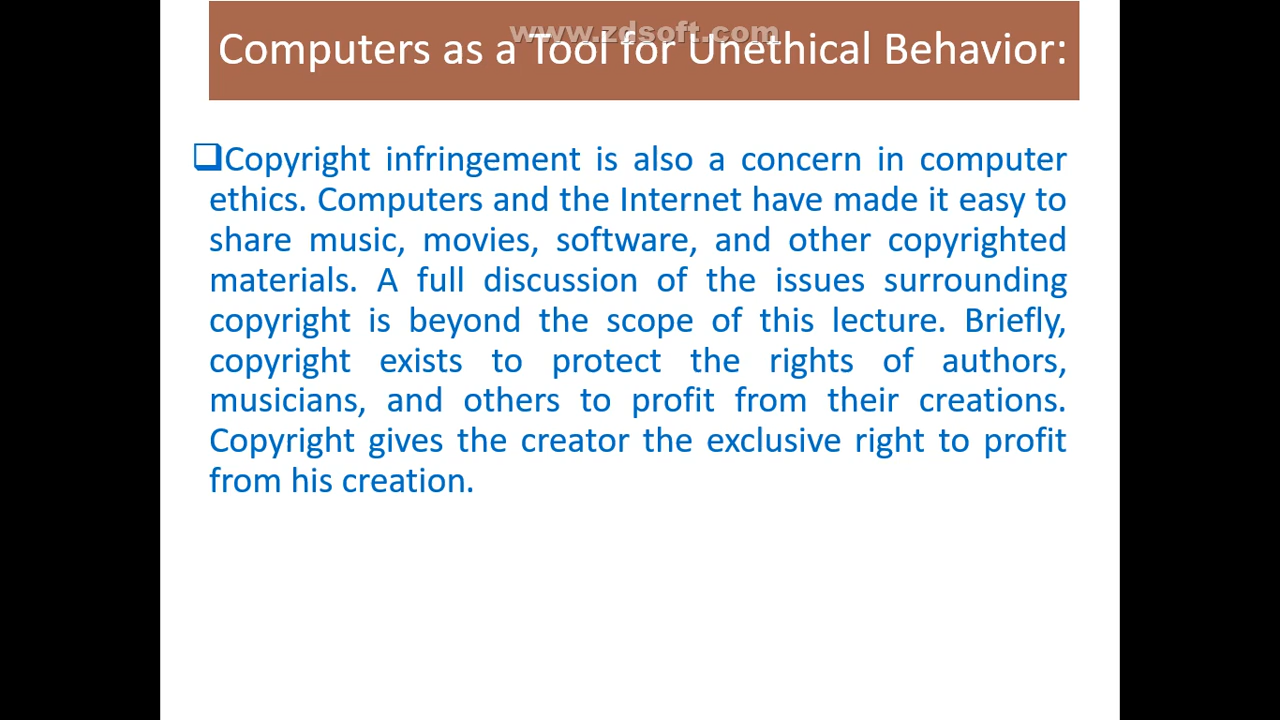 www.zdsoft.com
Computers as a Tool for Unethical Behavior:
Copyright infringement is also a concern in computer
ethics. Computers and the Internet have made it easy to
share music, movies, software, and other copyrighted
materials. A full discussion of the issues surrounding
copyright is beyond the scope of this lecture. Briefly,
copyright exists to protect the rights of authors,
musicians, and others to profit from their creations.
Copyright gives the creator the exclusive right to profit
from his creation.